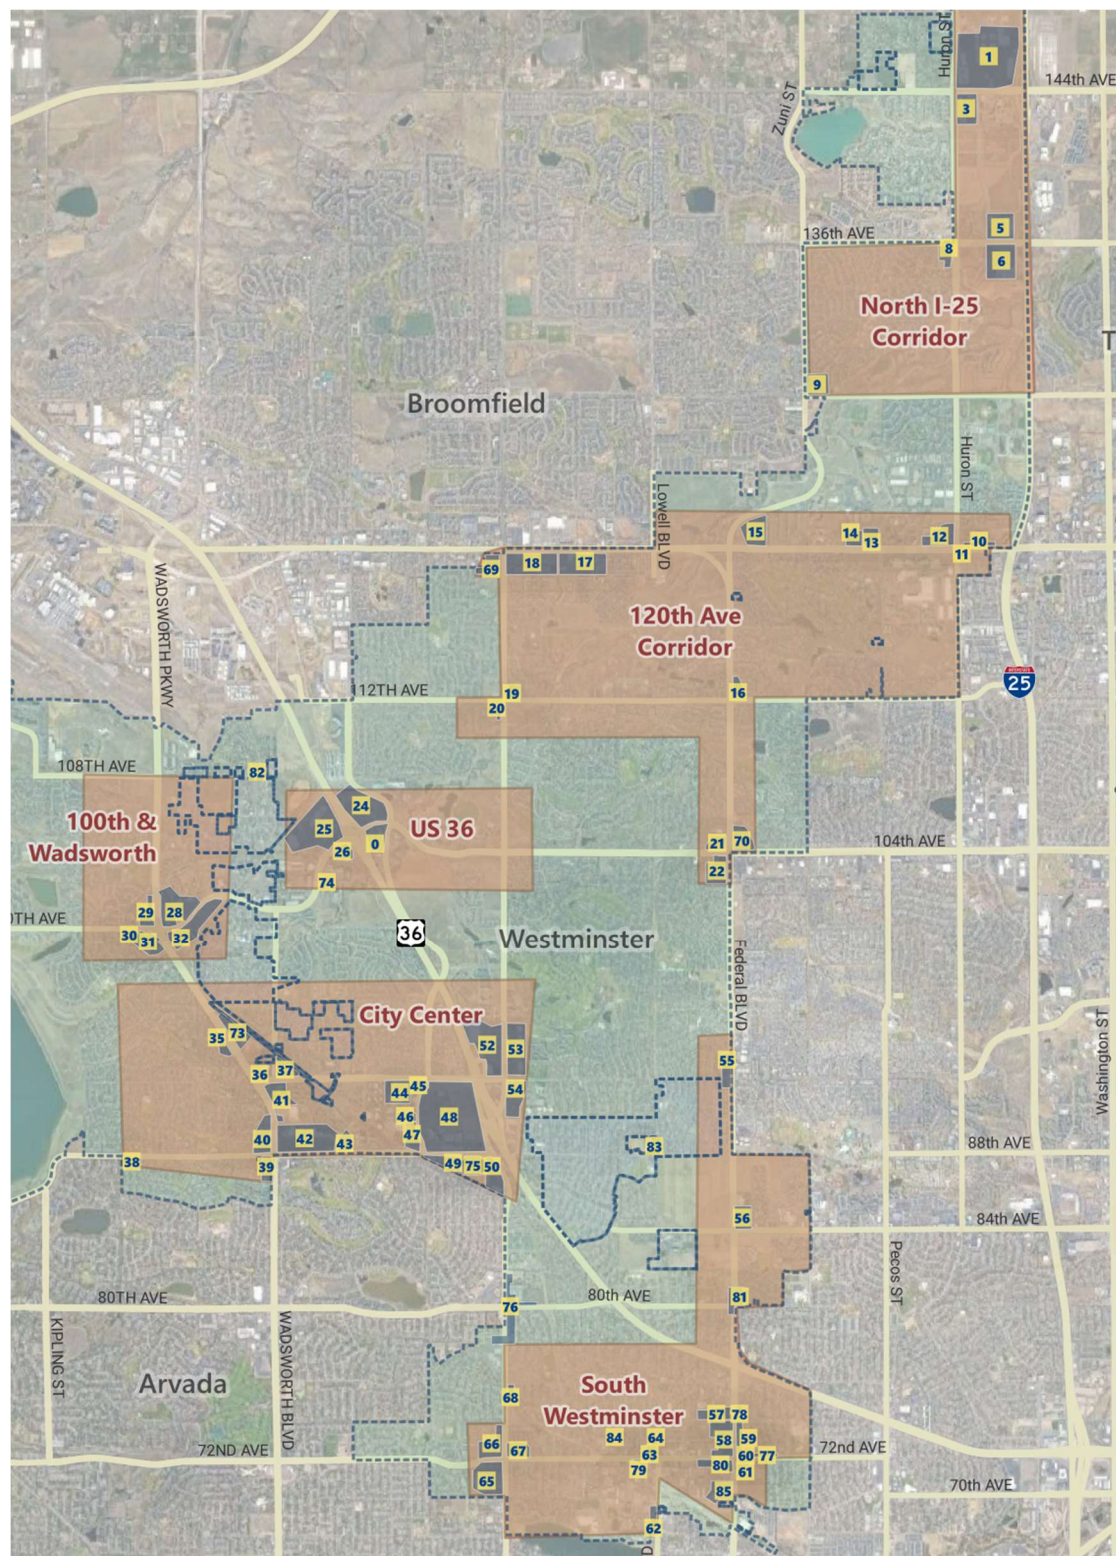 Huron ST
1
144th AVE
3
Zuni ST
5
136th AVE
8
6
North I-25
Corridor
T
9
Broomfield
Huron ST
Lowell BLVD
15
14
13
12
10
11
69
18
17
WADSWORTH PKWY
120th Ave
Corridor
INTERSTATE
25
112TH AVE
19
20
16
108TH AVE
82
100th &
Wadsworth
24
25
0
26
US 36
21
70
104th AVE
22
74
0TH AVE
29
28
30
31
32
36
Westminster
Federal BLVD
City Center
35
73
52
53
Washington ST
36
37
55
41
44
45
54
46
48
47
40
42
43
88th AVE
83
38
39
49
75
50
56
84th AVE
Pecos ST
80TH AVE
76
80th AVE
81
KIPLING ST
WADSWORTH BLVD
Arvada
South
Westminster
68
57
78
84
64
58
59
66
67
63
60
77
72ND AVE
72nd AVE
79
80
61
65
85
70th AVE
62
D